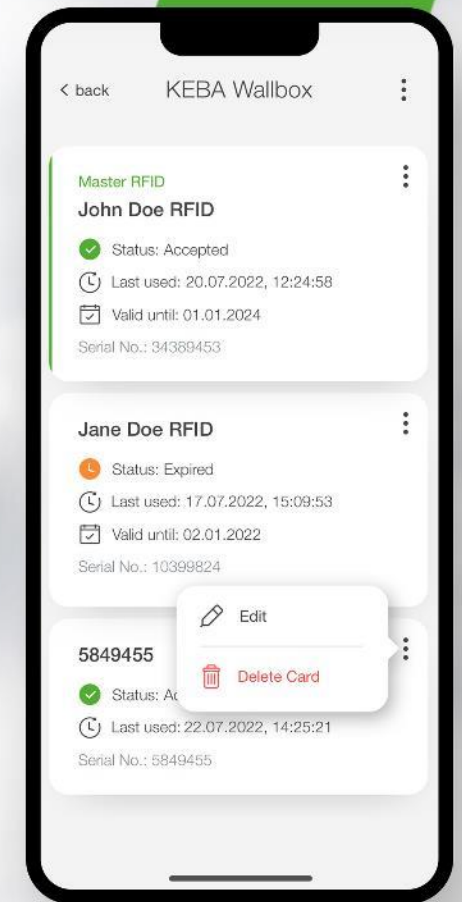 < back KEBA Wallbox
Master RFID
John Doe RFID
Status: Accepted
Last used: 20.07.2022, 12:24:58
Valid until: 01.01.2024
Serial No.: 34389453
Jane Doe RFID
Status: Expired
Last used: 17.07.2022, 15:09:53
Valid until: 02.01.2022
Serial No.: 10399824
Edit
Delete Card
5849455
Status:
Last used: 22.07.2022, 14:25:21
Serial No.: 5849455